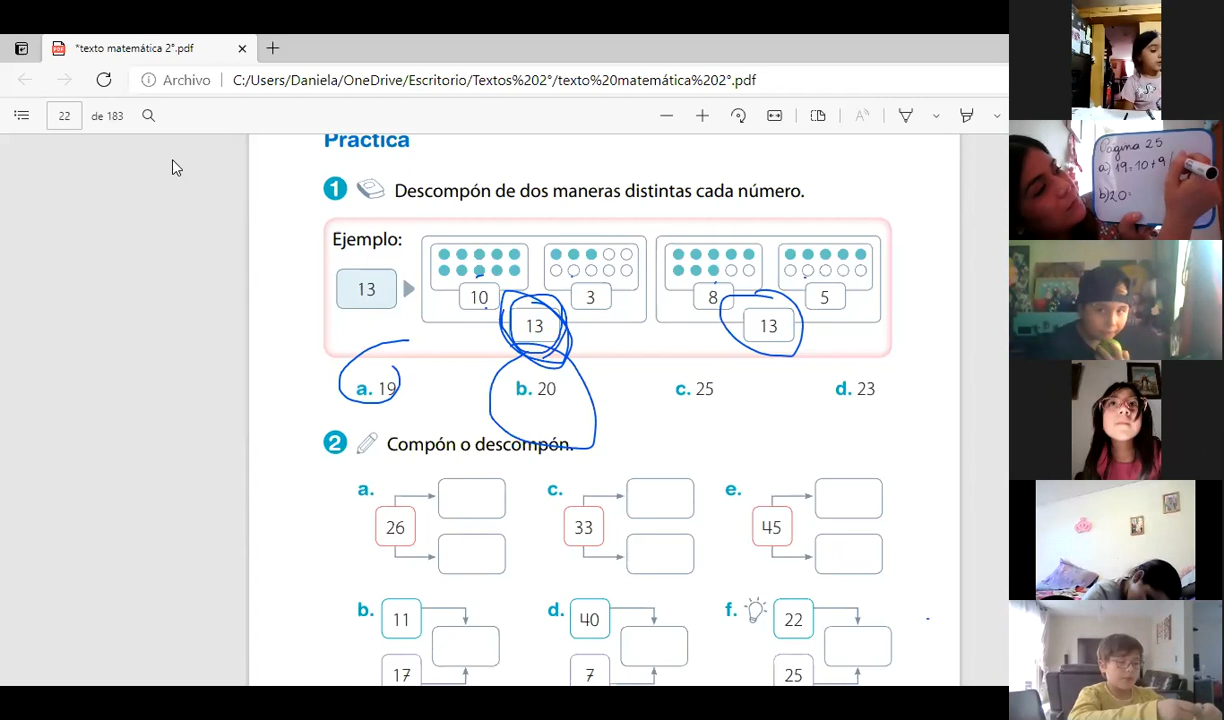 *texto matemática 2°.pdf
Archivo
C:/Users/Daniela/OneDrive/Escritorio/Textos%202°/texto%20matemática%202°.pdf
22 de 183
Practica
1 Descompón de dos maneras distintas cada número.
Ejemplo:
13
10 3
13
8 5
13
a. 19 b. 20 c. 25 d. 23
2 Compón o descompón.
a. 26 c. 33 e. 45
b. 11 d. 40 f. 22
17 7 25
Página 25
a) 19 = 10 + 9 /
b) 20 =